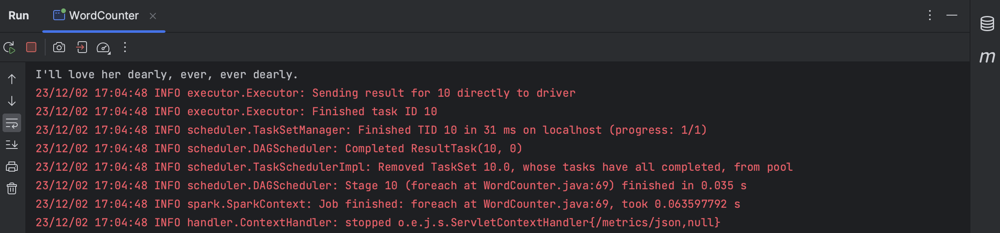 Run WordCounter
I'll love her dearly, ever, ever dearly.
23/12/02 17:04:48 INFO executor.Executor: Sending result for 10 directly to driver
23/12/02 17:04:48 INFO executor.Executor: Finished task ID 10
23/12/02 17:04:48 INFO scheduler.TaskSetManager: Finished TID 10 in 31 ms on localhost (progress: 1/1)
23/12/02 17:04:48 INFO scheduler.DAGScheduler: Completed ResultTask(10, 0)
23/12/02 17:04:48 INFO scheduler.TaskSchedulerImpl: Removed TaskSet 10.0, whose tasks have all completed, from pool
23/12/02 17:04:48 INFO scheduler.DAGScheduler: Stage 10 (foreach at WordCounter.java:69) finished in 0.035 s
23/12/02 17:04:48 INFO spark.SparkContext: Job finished: foreach at WordCounter.java:69, took 0.063597792 s
23/12/02 17:04:48 INFO handler.ContextHandler: stopped o.e.j.s.ServletContextHandler{/metrics/json,null}
m